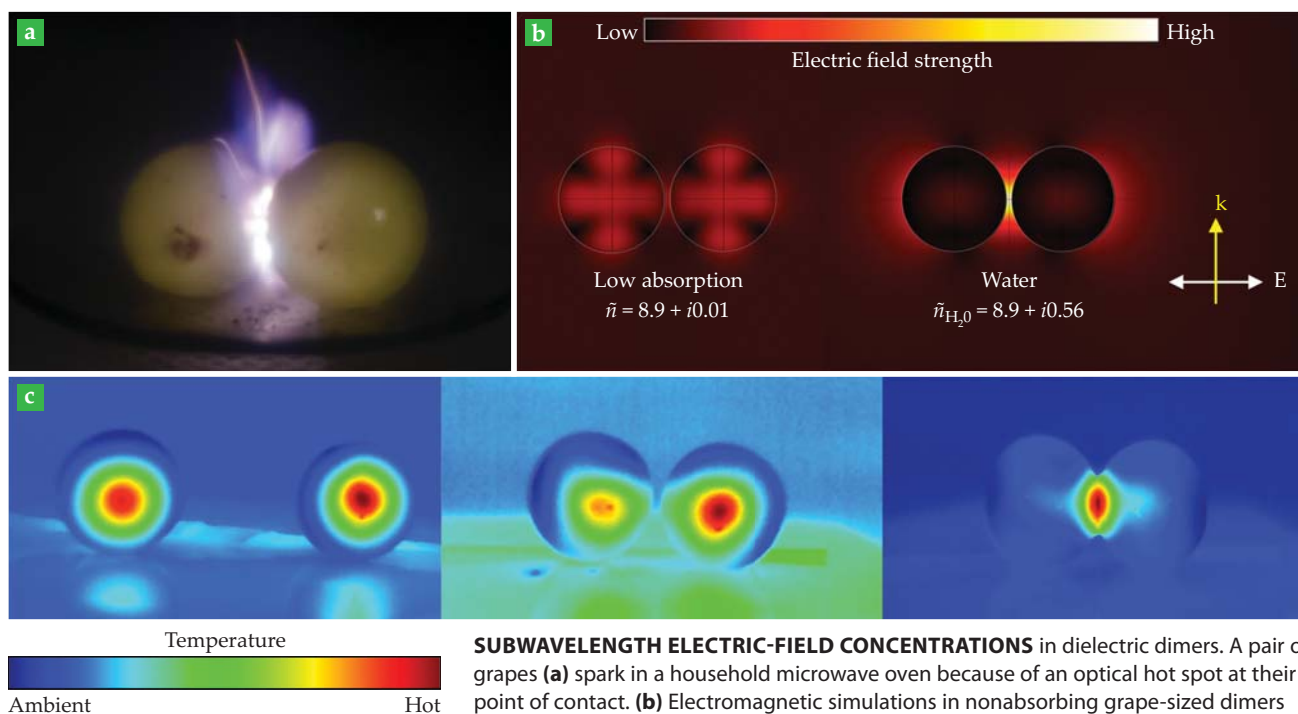 a
b
Low High
Electric field strength
k
E
Low absorption
ñ = 8.9 + i0.01
Water
ñH₂0 = 8.9 + i0.56
c
Temperature
Ambient Hot
SUBWAVELENGTH ELECTRIC-FIELD CONCENTRATIONS in dielectric dimers. A pair o
grapes (a) spark in a household microwave oven because of an optical hot spot at their
point of contact. (b) Electromagnetic simulations in nonabsorbing grape-sized dimers